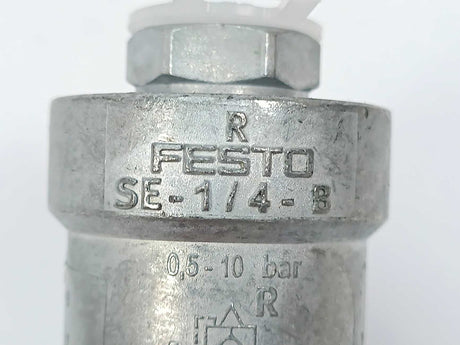 R
FESTO
SE-1/4-B
0,5-10 bar
R